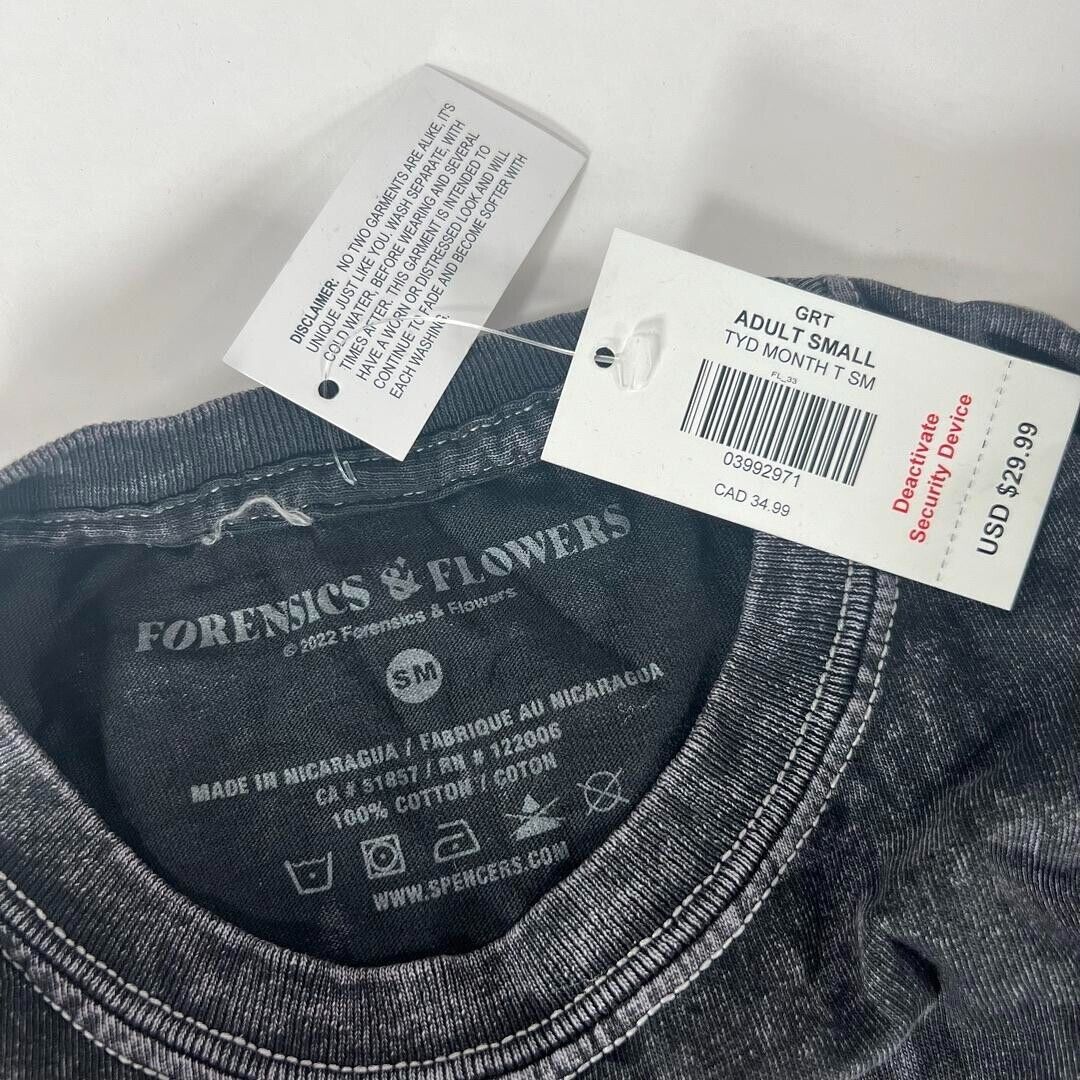 DISCLAIMER: NO TWO GARMENTS ARE ALIKE, IT'S
UNIQUE JUST LIKE YOU. WASH SEPARATE, WITH
COLD WATER, BEFORE WEARING AND SEVERAL
TIMES AFTER, THIS GARMENT IS INTENDED TO
HAVE A WORN OR DISTRESSED LOOK AND WILL
CONTINUE TO FADE AND BECOME SOFTER WITH
EACH WASHING.
GRT
ADULT SMALL
TYD MONTH T SM
FL_33
03992971
CAD 34.99
Deactivate
Security Device
USD $29.99
FORENSICS & FLOWERS
© 2022 Forensics & Flowers
SM
MADE IN NICARAGUA / FABRIQUE AU NICARAGUA
CA # 51857 / RN # 122006
100% COTTON / COTON
WWW.SPENCERS.COM